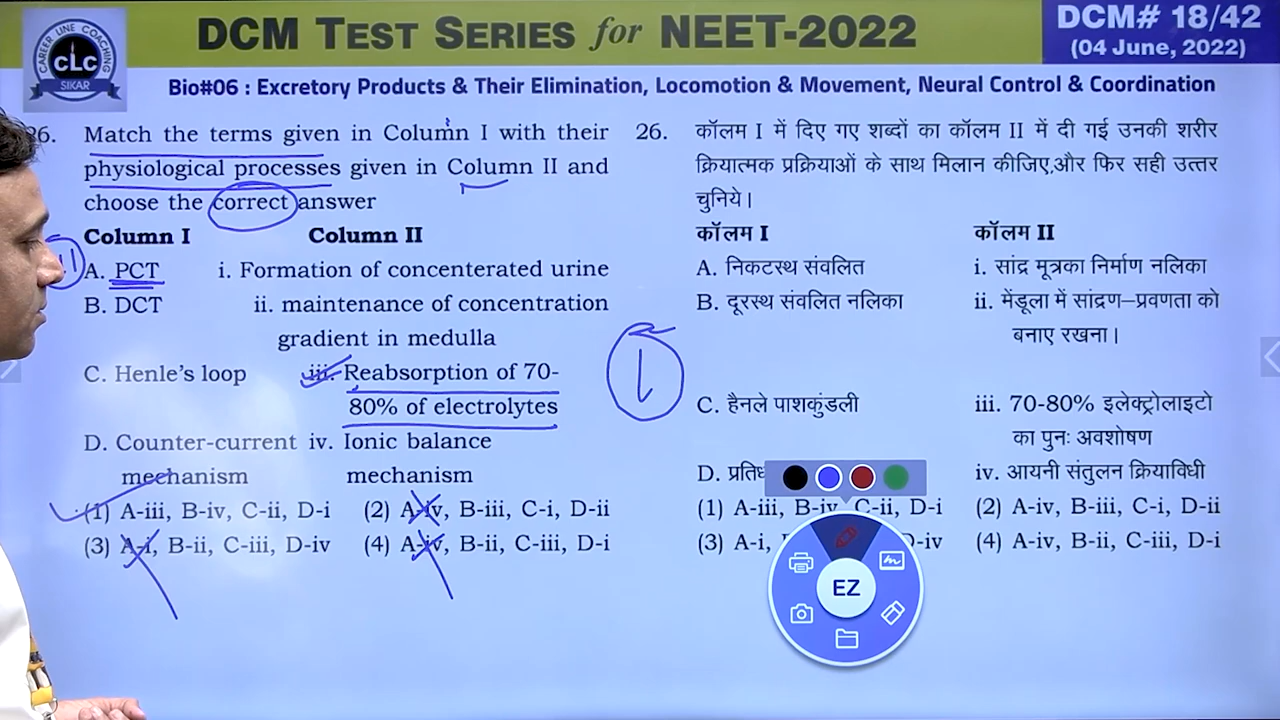 CAREER LINE COACHING
CLC
SIKAR
DCM TEST SERIES for NEET-2022
DCM# 18/42
(04 June, 2022)
Bio#06 : Excretory Products & Their Elimination, Locomotion & Movement, Neural Control & Coordination
26. Match the terms given in Column I with their
physiological processes given in Column II and
choose the correct answer
Column I Column II
A. PCT i. Formation of concenterated urine
B. DCT ii. maintenance of concentration
gradient in medulla
C. Henle's loop iii. Reabsorption of 70-
80% of electrolytes
D. Counter-current iv. Ionic balance
mechanism mechanism
(1) A-iii, B-iv, C-ii, D-i (2) A-iv, B-iii, C-i, D-ii
(3) A-i, B-ii, C-iii, D-iv (4) A-iv, B-ii, C-iii, D-i
26. कॉलम I में दिए गए शब्दों का कॉलम II में दी गई उनकी शरीर
क्रियात्मक प्रक्रियाओं के साथ मिलान कीजिए,और फिर सही उत्तर
चुनिये।
कॉलम I कॉलम II
A. निकटस्थ संवलित i. सांद्र मूत्रका निर्माण नलिका
B. दूरस्थ संवलित नलिका ii. मेंडूला में सांद्रण–प्रवणता को
बनाए रखना।
C. हैनले पाशकुंडली iii. 70-80% इलेक्ट्रोलाइटो
का पुनः अवशोषण
D. iv. आयनी संतुलन क्रियाविधी
(1) A-iii, B-iv, C-ii, D-i (2) A-iv, B-iii, C-i, D-ii
(3) A-i, D-iv (4) A-iv, B-ii, C-iii, D-i
EZ